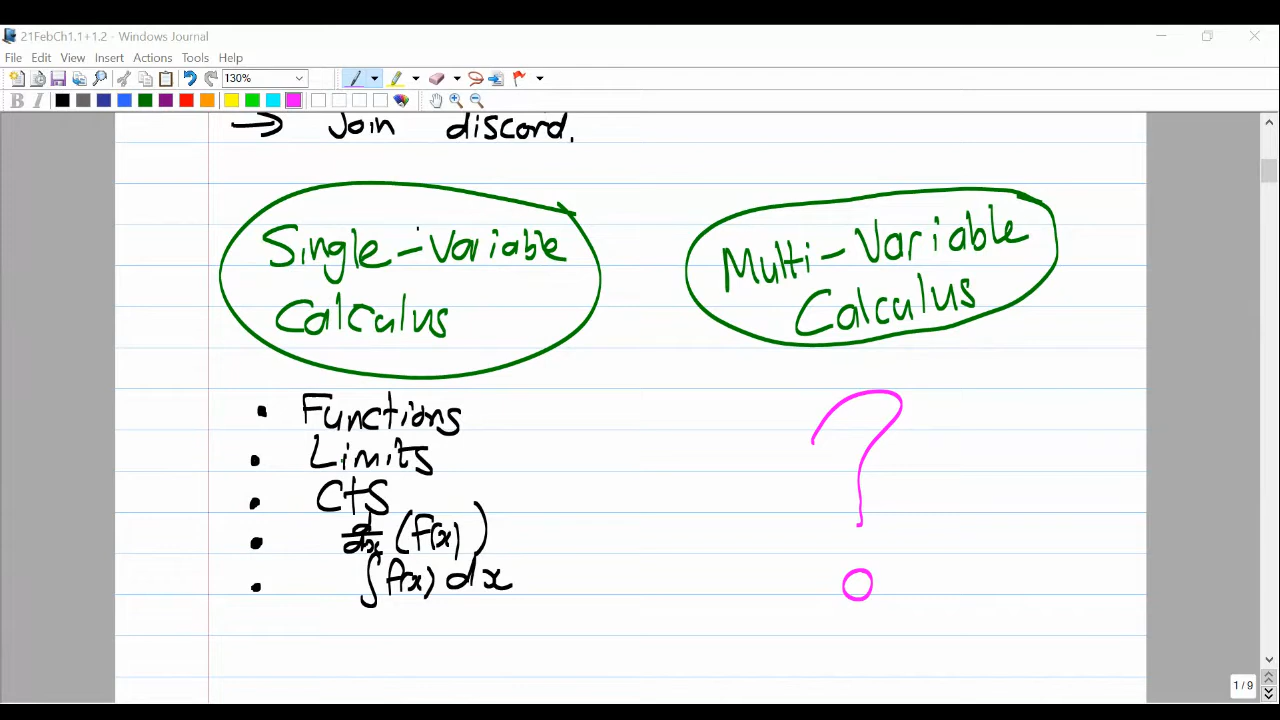 21FebCh1.1+1.2 - Windows Journal
File Edit View Insert Actions Tools Help
130%
B I
→ Join discord.
Single-Variable
Calculus
Multi-Variable
Calculus
• Functions
• Limits
• CtS
• d/dx (f(x))
• ∫f(x) dx
?
1 / 9